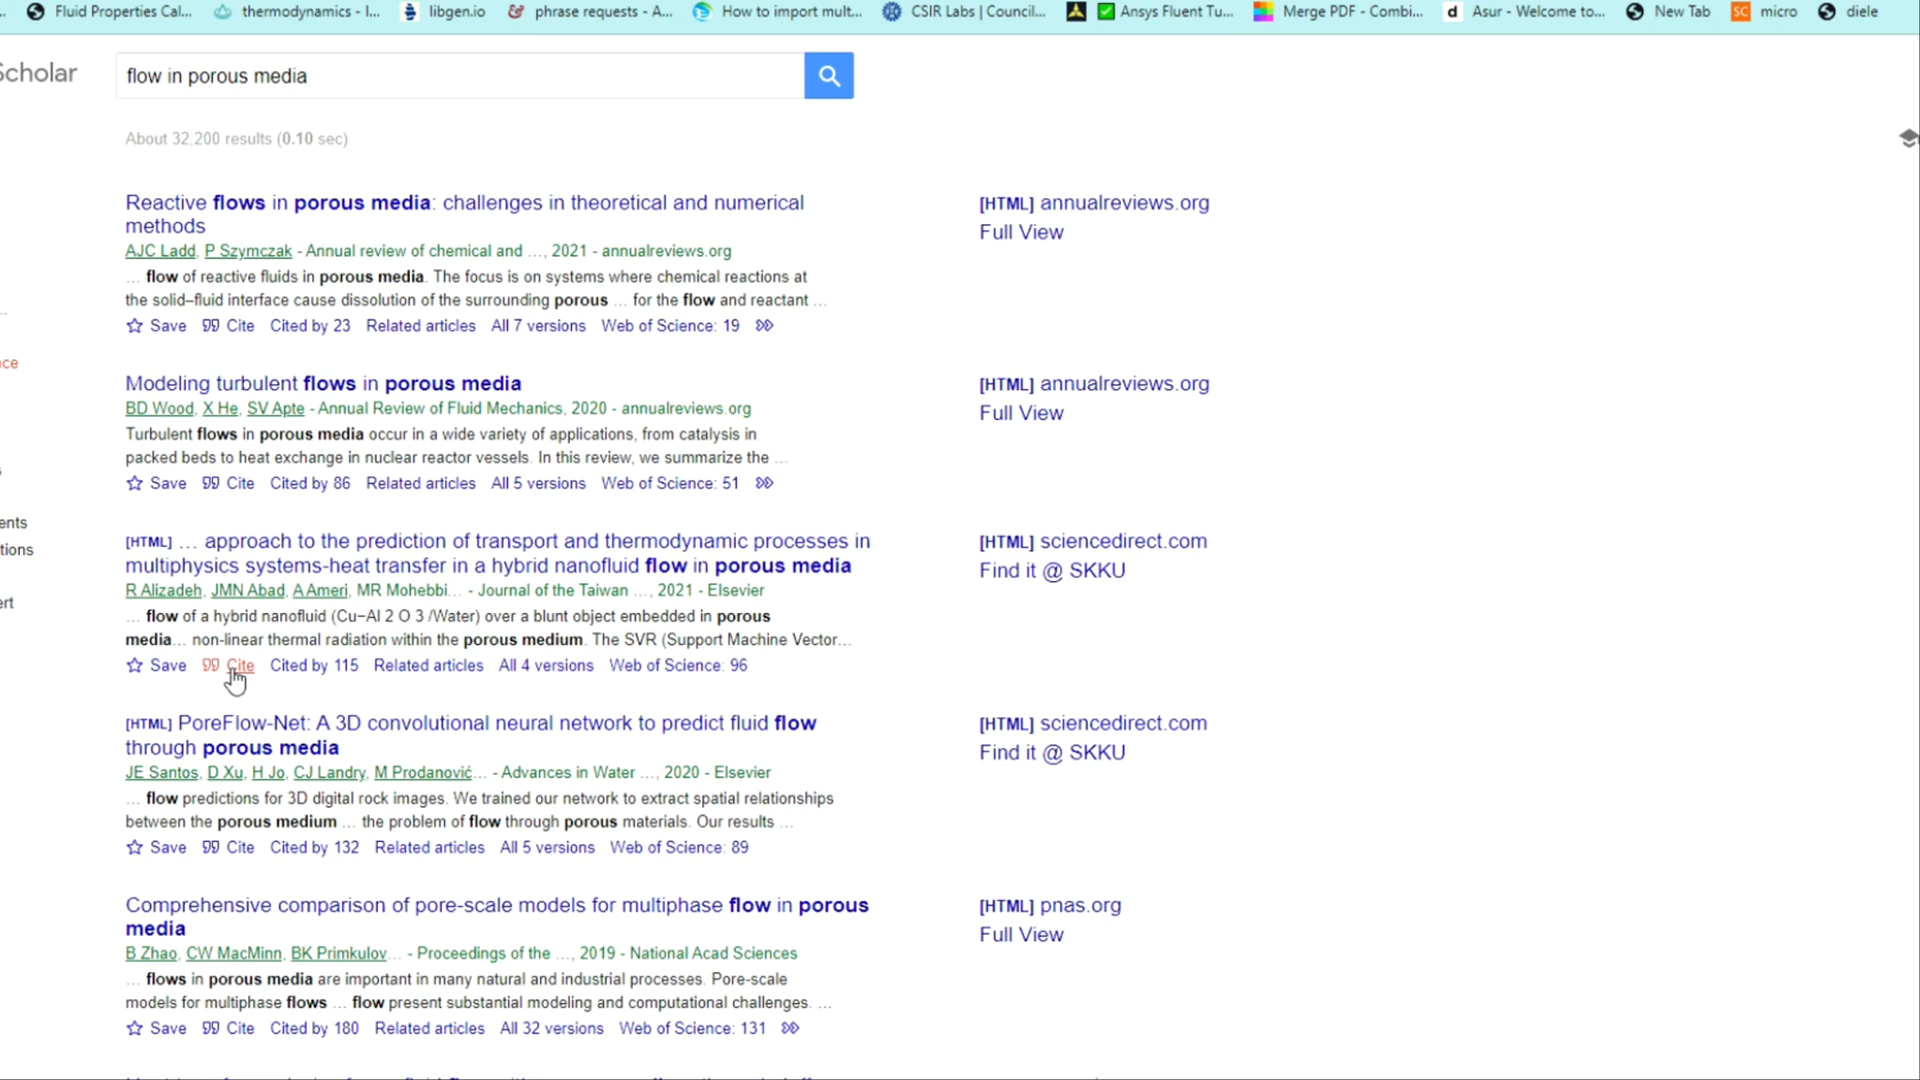 Fluid Properties Cal... thermodynamics - I... libgen.io phrase requests - A... How to import mult... CSIR Labs | Council... Ansys Fluent Tu... Merge PDF - Combi... Asur - Welcome to... New Tab SC micro diele
Scholar
flow in porous media
About 32,200 results (0.10 sec)
Reactive flows in porous media: challenges in theoretical and numerical
methods
AJC Ladd, P Szymczak - Annual review of chemical and ..., 2021 - annualreviews.org
... flow of reactive fluids in porous media. The focus is on systems where chemical reactions at
the solid–fluid interface cause dissolution of the surrounding porous ... for the flow and reactant ...
Save Cite Cited by 23 Related articles All 7 versions Web of Science: 19
[HTML] annualreviews.org
Full View
Modeling turbulent flows in porous media
BD Wood, X He, SV Apte - Annual Review of Fluid Mechanics, 2020 - annualreviews.org
Turbulent flows in porous media occur in a wide variety of applications, from catalysis in
packed beds to heat exchange in nuclear reactor vessels. In this review, we summarize the ...
Save Cite Cited by 86 Related articles All 5 versions Web of Science: 51
[HTML] annualreviews.org
Full View
[HTML] ... approach to the prediction of transport and thermodynamic processes in
multiphysics systems-heat transfer in a hybrid nanofluid flow in porous media
R Alizadeh, JMN Abad, A Ameri, MR Mohebbi... - Journal of the Taiwan ..., 2021 - Elsevier
... flow of a hybrid nanofluid (Cu−Al 2 O 3 /Water) over a blunt object embedded in porous
media... non-linear thermal radiation within the porous medium. The SVR (Support Machine Vector...
Save Cite Cited by 115 Related articles All 4 versions Web of Science: 96
[HTML] sciencedirect.com
Find it @ SKKU
[HTML] PoreFlow-Net: A 3D convolutional neural network to predict fluid flow
through porous media
JE Santos, D Xu, H Jo, CJ Landry, M Prodanović... - Advances in Water ..., 2020 - Elsevier
... flow predictions for 3D digital rock images. We trained our network to extract spatial relationships
between the porous medium ... the problem of flow through porous materials. Our results ...
Save Cite Cited by 132 Related articles All 5 versions Web of Science: 89
[HTML] sciencedirect.com
Find it @ SKKU
Comprehensive comparison of pore-scale models for multiphase flow in porous
media
B Zhao, CW MacMinn, BK Primkulov... - Proceedings of the ..., 2019 - National Acad Sciences
... flows in porous media are important in many natural and industrial processes. Pore-scale
models for multiphase flows ... flow present substantial modeling and computational challenges. ...
Save Cite Cited by 180 Related articles All 32 versions Web of Science: 131
[HTML] pnas.org
Full View